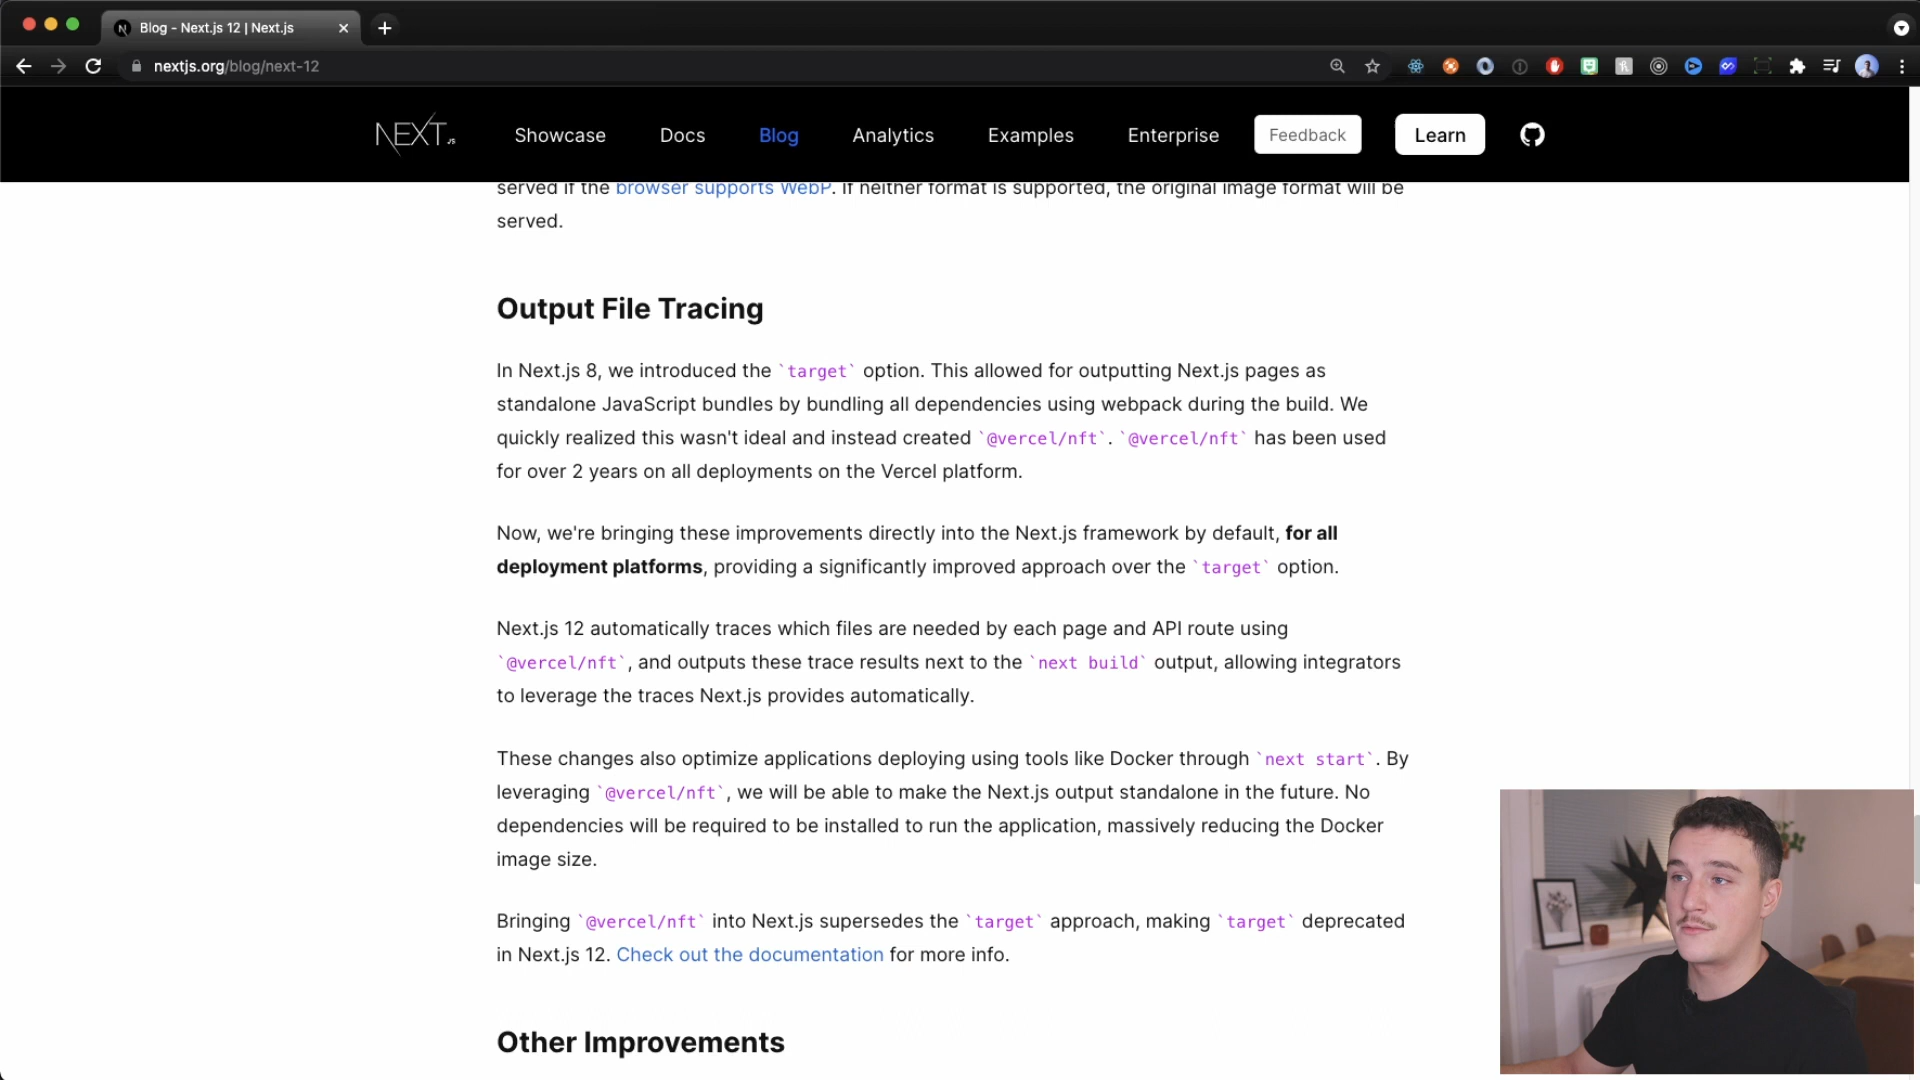 Blog - Next.js 12 | Next.js
nextjs.org/blog/next-12
NEXT.JS
Showcase
Docs
Blog
Analytics
Examples
Enterprise
Feedback
Learn
served if the browser supports WebP. If neither format is supported, the original image format will be
served.
Output File Tracing
In Next.js 8, we introduced the `target` option. This allowed for outputting Next.js pages as
standalone JavaScript bundles by bundling all dependencies using webpack during the build. We
quickly realized this wasn't ideal and instead created `@vercel/nft`. `@vercel/nft` has been used
for over 2 years on all deployments on the Vercel platform.
Now, we're bringing these improvements directly into the Next.js framework by default, for all
deployment platforms, providing a significantly improved approach over the `target` option.
Next.js 12 automatically traces which files are needed by each page and API route using
`@vercel/nft`, and outputs these trace results next to the `next build` output, allowing integrators
to leverage the traces Next.js provides automatically.
These changes also optimize applications deploying using tools like Docker through `next start`. By
leveraging `@vercel/nft`, we will be able to make the Next.js output standalone in the future. No
dependencies will be required to be installed to run the application, massively reducing the Docker
image size.
Bringing `@vercel/nft` into Next.js supersedes the `target` approach, making `target` deprecated
in Next.js 12. Check out the documentation for more info.
Other Improvements